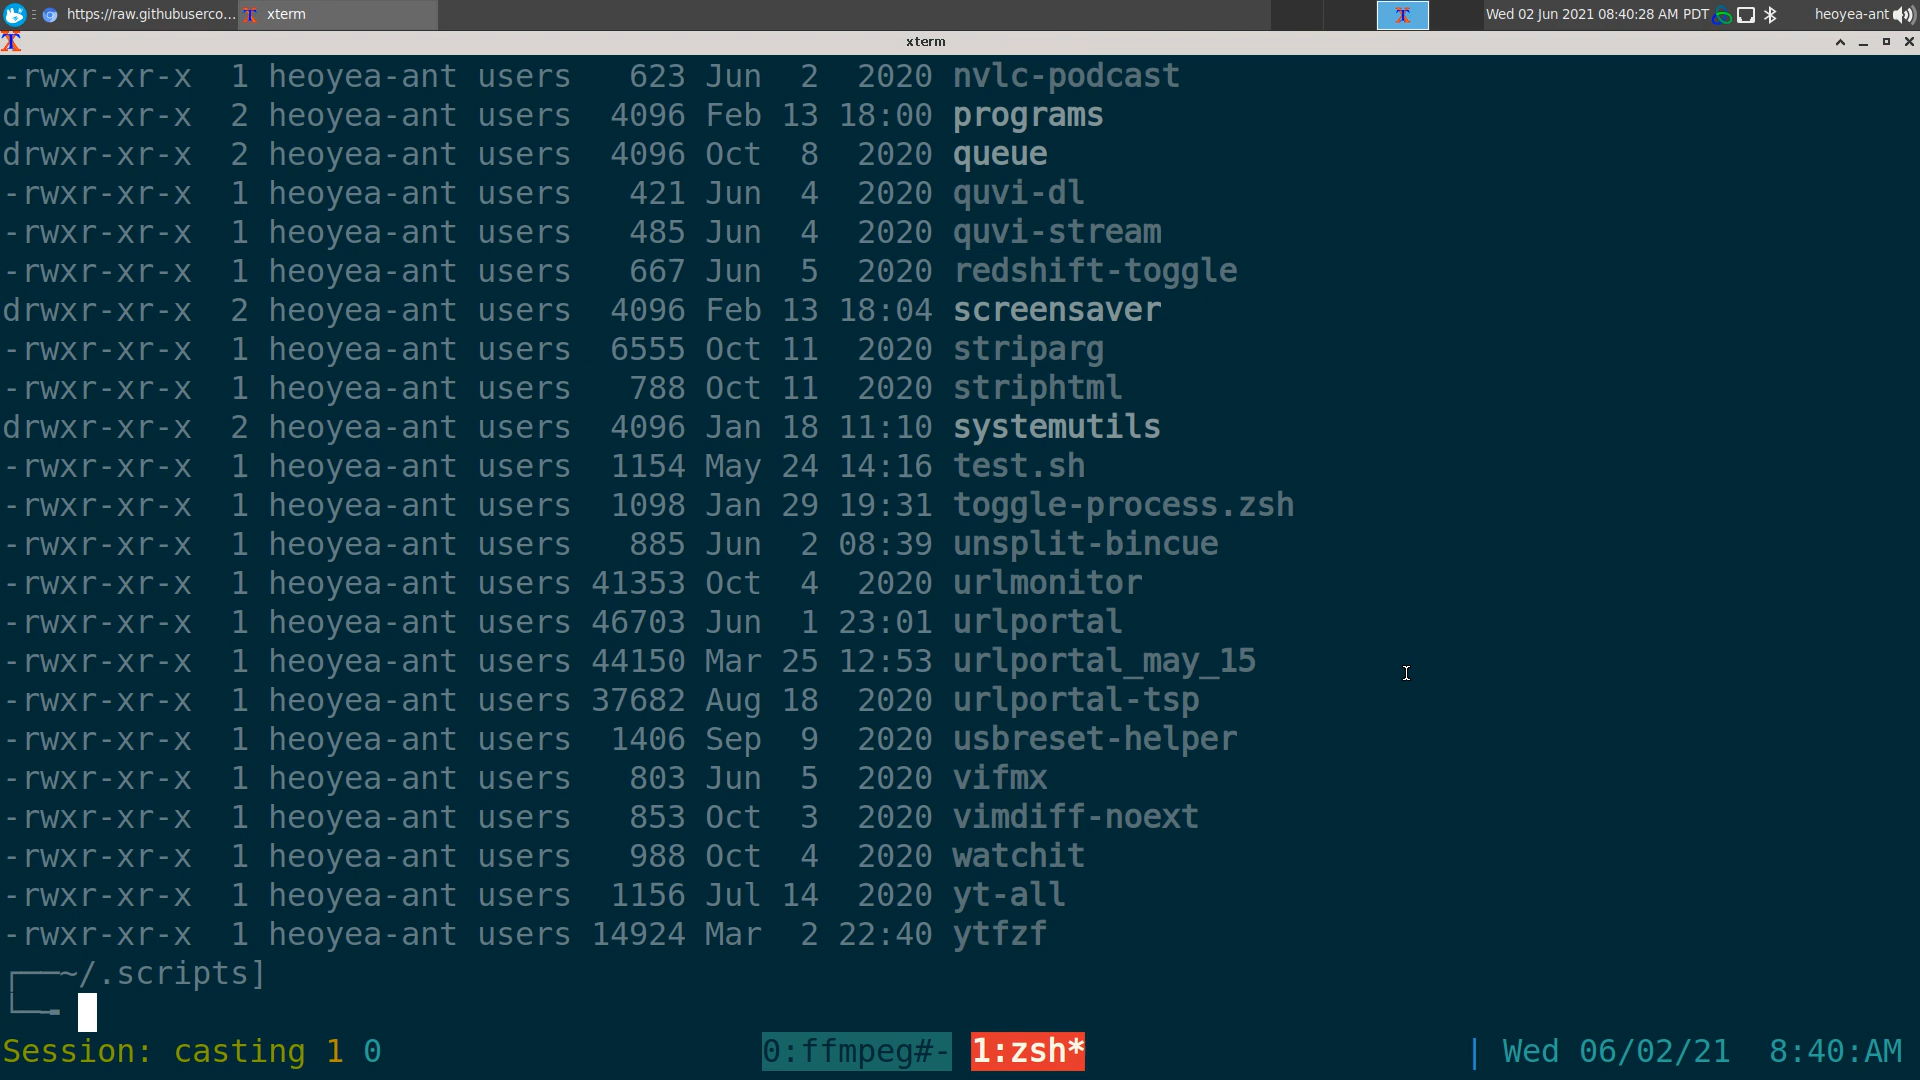 https://raw.githubuserco... xterm Wed 02 Jun 2021 08:40:28 AM PDT heoyea-ant
xterm
-rwxr-xr-x  1 heoyea-ant users   623 Jun  2  2020 nvlc-podcast
drwxr-xr-x  2 heoyea-ant users  4096 Feb 13 18:00 programs
drwxr-xr-x  2 heoyea-ant users  4096 Oct  8  2020 queue
-rwxr-xr-x  1 heoyea-ant users   421 Jun  4  2020 quvi-dl
-rwxr-xr-x  1 heoyea-ant users   485 Jun  4  2020 quvi-stream
-rwxr-xr-x  1 heoyea-ant users   667 Jun  5  2020 redshift-toggle
drwxr-xr-x  2 heoyea-ant users  4096 Feb 13 18:04 screensaver
-rwxr-xr-x  1 heoyea-ant users  6555 Oct 11  2020 striparg
-rwxr-xr-x  1 heoyea-ant users   788 Oct 11  2020 striphtml
drwxr-xr-x  2 heoyea-ant users  4096 Jan 18 11:10 systemutils
-rwxr-xr-x  1 heoyea-ant users  1154 May 24 14:16 test.sh
-rwxr-xr-x  1 heoyea-ant users  1098 Jan 29 19:31 toggle-process.zsh
-rwxr-xr-x  1 heoyea-ant users   885 Jun  2 08:39 unsplit-bincue
-rwxr-xr-x  1 heoyea-ant users 41353 Oct  4  2020 urlmonitor
-rwxr-xr-x  1 heoyea-ant users 46703 Jun  1 23:01 urlportal
-rwxr-xr-x  1 heoyea-ant users 44150 Mar 25 12:53 urlportal_may_15
-rwxr-xr-x  1 heoyea-ant users 37682 Aug 18  2020 urlportal-tsp
-rwxr-xr-x  1 heoyea-ant users  1406 Sep  9  2020 usbreset-helper
-rwxr-xr-x  1 heoyea-ant users   803 Jun  5  2020 vifmx
-rwxr-xr-x  1 heoyea-ant users   853 Oct  3  2020 vimdiff-noext
-rwxr-xr-x  1 heoyea-ant users   988 Oct  4  2020 watchit
-rwxr-xr-x  1 heoyea-ant users  1156 Jul 14  2020 yt-all
-rwxr-xr-x  1 heoyea-ant users 14924 Mar  2 22:40 ytfzf
┌──~/.scripts]
└─╼
Session: casting 1 0 0:ffmpeg#- 1:zsh* | Wed 06/02/21  8:40:AM